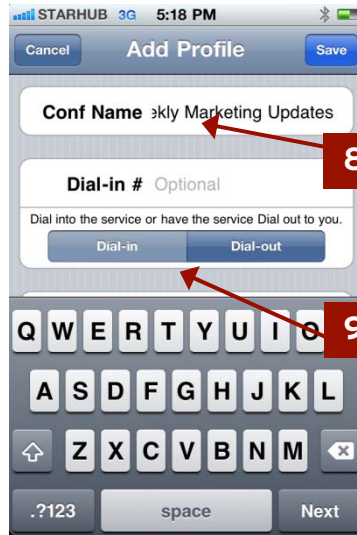 STARHUB 3G 5:18 PM
Cancel Add Profile Save
Conf Name ekly Marketing Updates
8
Dial-in # Optional
Dial into the service or have the service Dial out to you.
Dial-in Dial-out
9
Q W E R T Y U I O
A S D F G H J K L
Z X C V B N M
.?123 space Next